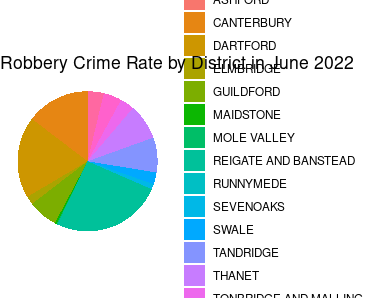 ASHFORD
CANTERBURY
DARTFORD
Robbery Crime Rate by District in June 2022
ELMBRIDGE
GUILDFORD
MAIDSTONE
MOLE VALLEY
REIGATE AND BANSTEAD
RUNNYMEDE
SEVENOAKS
SWALE
TANDRIDGE
THANET
TONBRIDGE AND MALLING